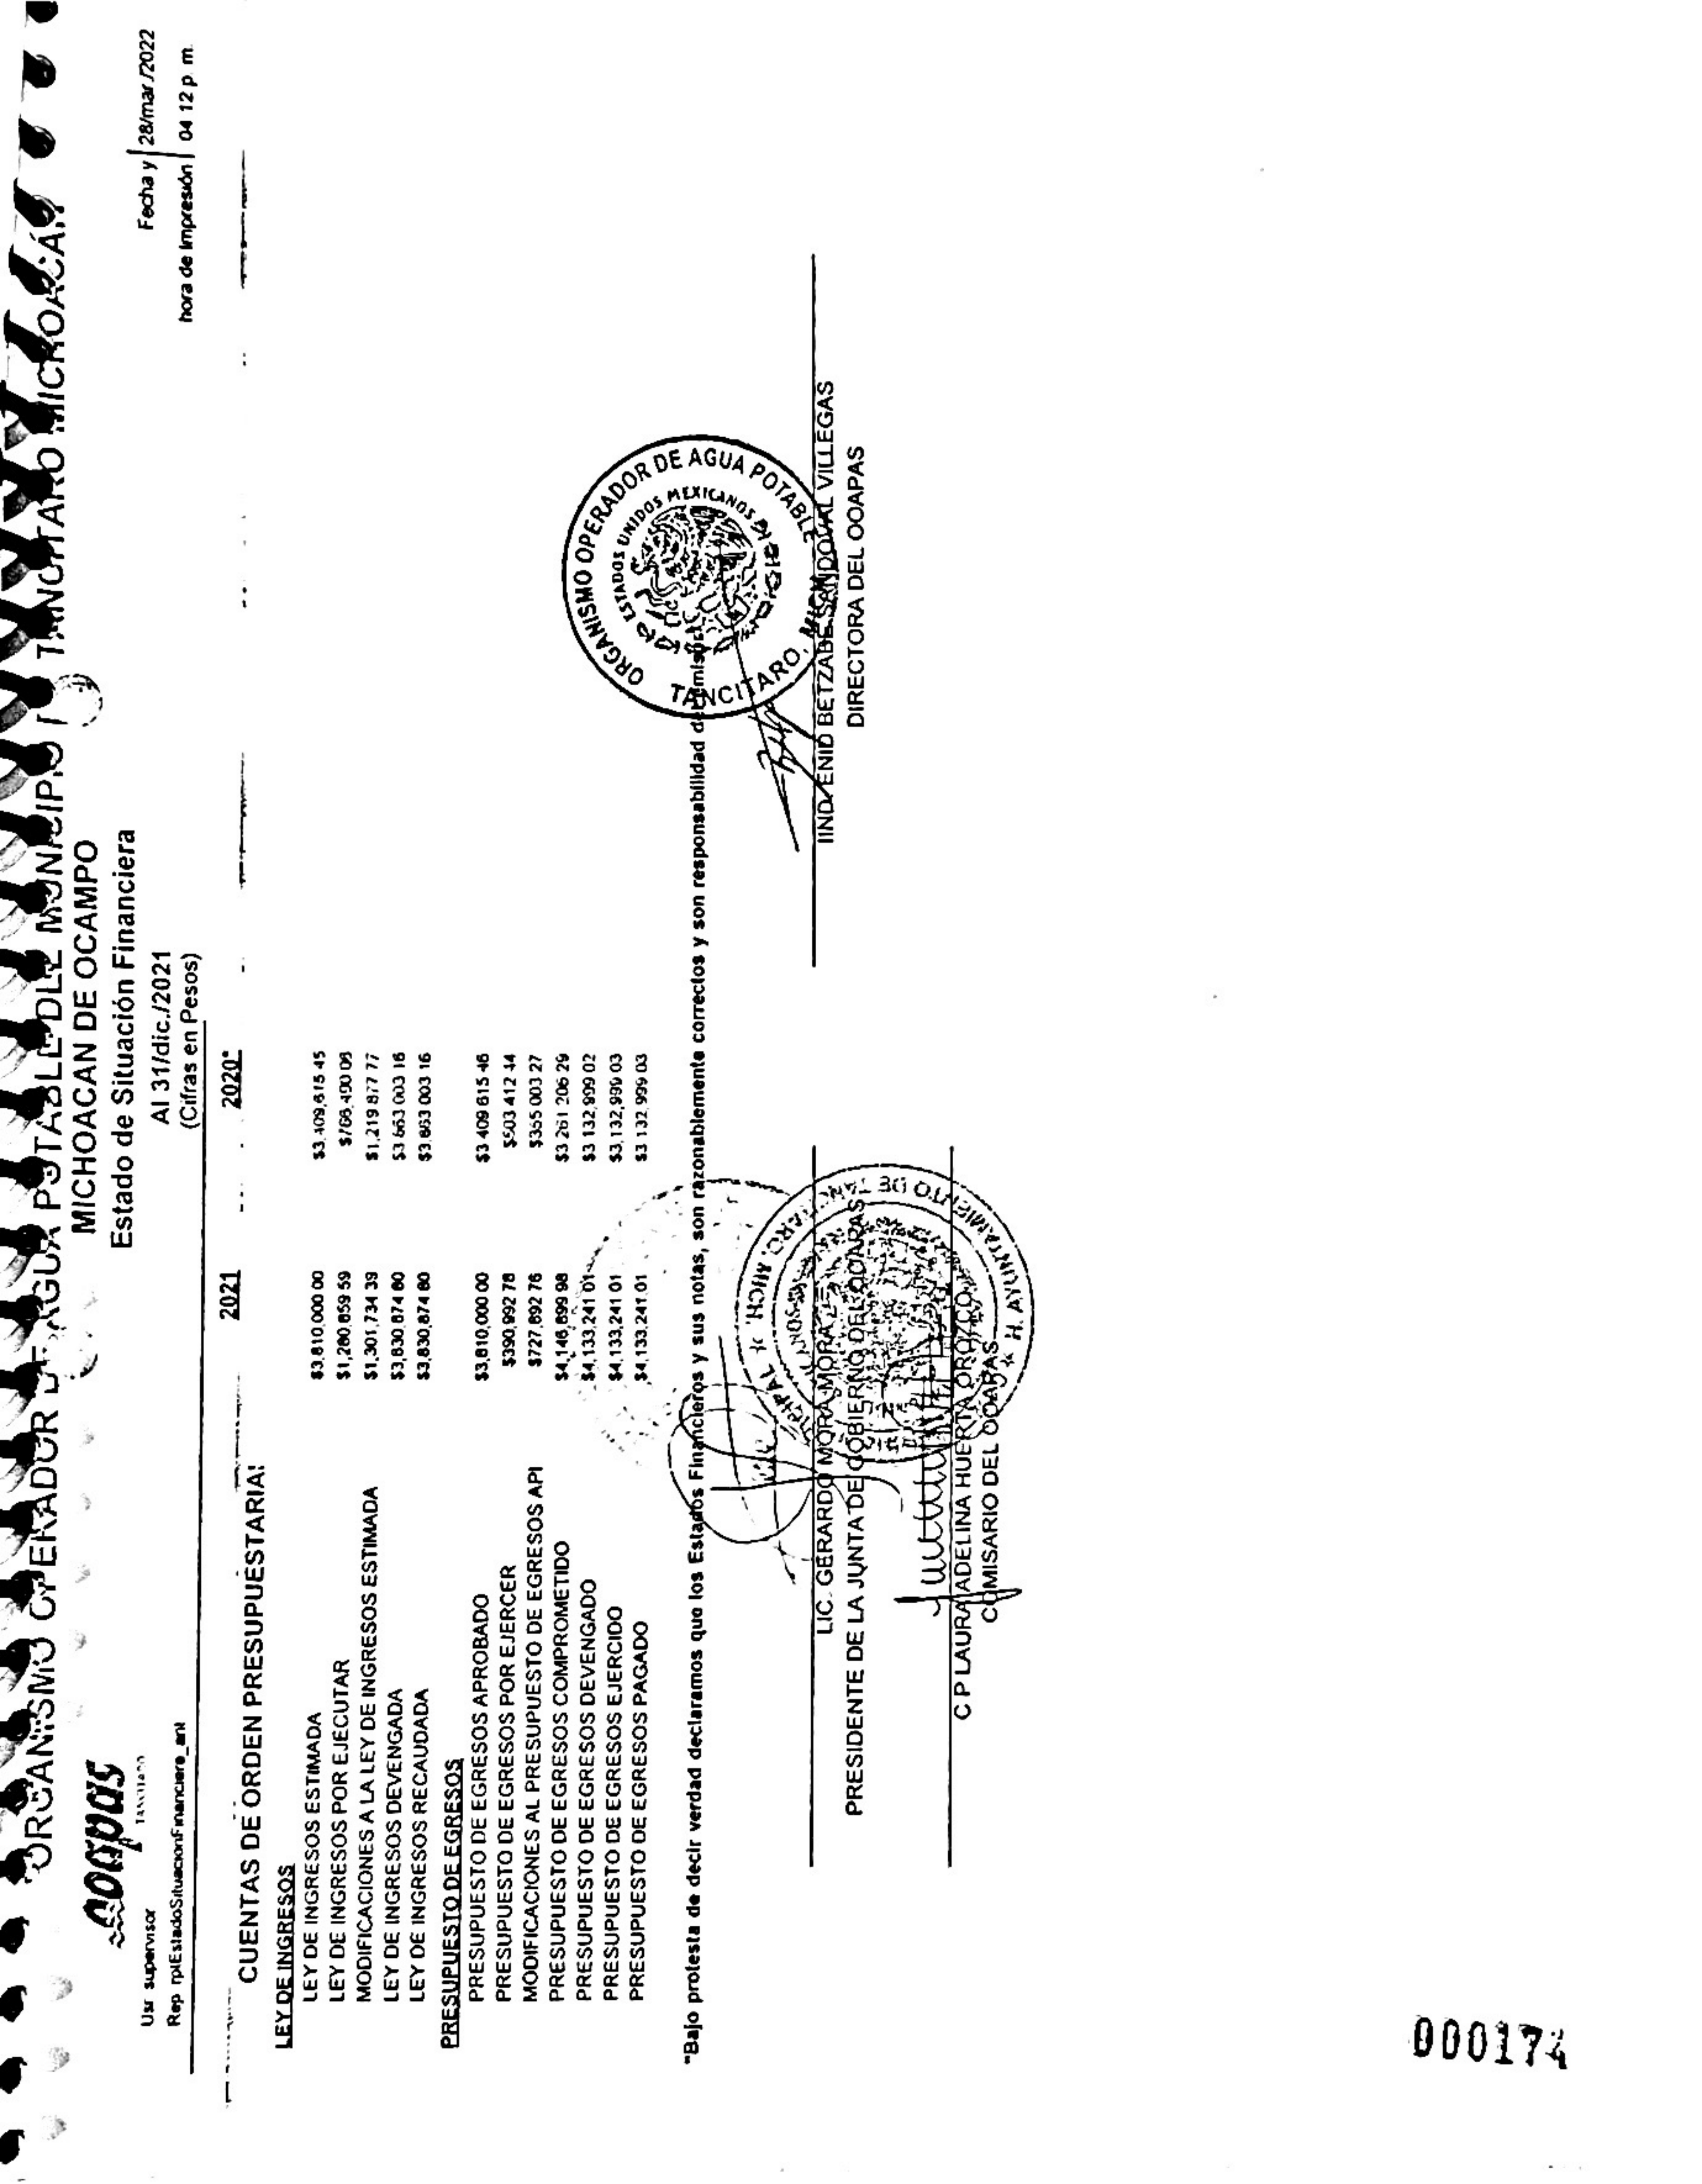 ORGANISMO OPERADOR DE AGUA POTABLE DEL MUNICIPIO TANCITARO MICHOACÁN
MICHOACAN DE OCAMPO
Estado de Situación Financiera
Al 31/dic./2021
(Cifras en Pesos)
ooapas
TANCITARO
Usr supervisor
Rep rptEstadoSituacionFinanciera_ant
Fecha y 28/mar/2022
hora de Impresión 04 12 p m
2021 2020
CUENTAS DE ORDEN PRESUPUESTARIA:
LEY DE INGRESOS
LEY DE INGRESOS ESTIMADA $3,810,000 00 $3,409,615 45
LEY DE INGRESOS POR EJECUTAR $1,280,859 59
MODIFICACIONES A LA LEY DE INGRESOS ESTIMADA $1,301,734 39 $1,219 877 77
LEY DE INGRESOS DEVENGADA $3,830,874 80 $3 663 003 16
LEY DE INGRESOS RECAUDADA $3,830,874 80 $3,663 003 16
PRESUPUESTO DE EGRESOS
PRESUPUESTO DE EGRESOS APROBADO $3,810,000 00 $3 409 615 46
PRESUPUESTO DE EGRESOS POR EJERCER $390,992 78 $503 412 44
MODIFICACIONES AL PRESUPUESTO DE EGRESOS API $727,892 76 $355 003 27
PRESUPUESTO DE EGRESOS COMPROMETIDO $4,146,899 98 $3 261 206 29
PRESUPUESTO DE EGRESOS DEVENGADO $4,133,241 01 $3 132,999 02
PRESUPUESTO DE EGRESOS EJERCIDO $4,133,241 01 $3,132,999 03
PRESUPUESTO DE EGRESOS PAGADO $4,133,241.01 $3 132,999 03
"Bajo protesta de decir verdad declaramos que los Estados Financieros y sus notas, son razonablemente correctos y son responsabilidad del emisor
ORGANISMO OPERADOR DE AGUA POTABLE
TANCITARO, MICH
ESTADOS UNIDOS MEXICANOS
LIC. GERARDO MORA MORA
PRESIDENTE DE LA JUNTA DE GOBIERNO DEL OOAPAS
IIND. ENID BETZABE SANDOVAL VILLEGAS
DIRECTORA DEL OOAPAS
H. AYUNTAMIENTO DE TANCITARO, MICH.
C P LAURA ADELINA HUERTA OROZCO
COMISARIO DEL OOAPAS